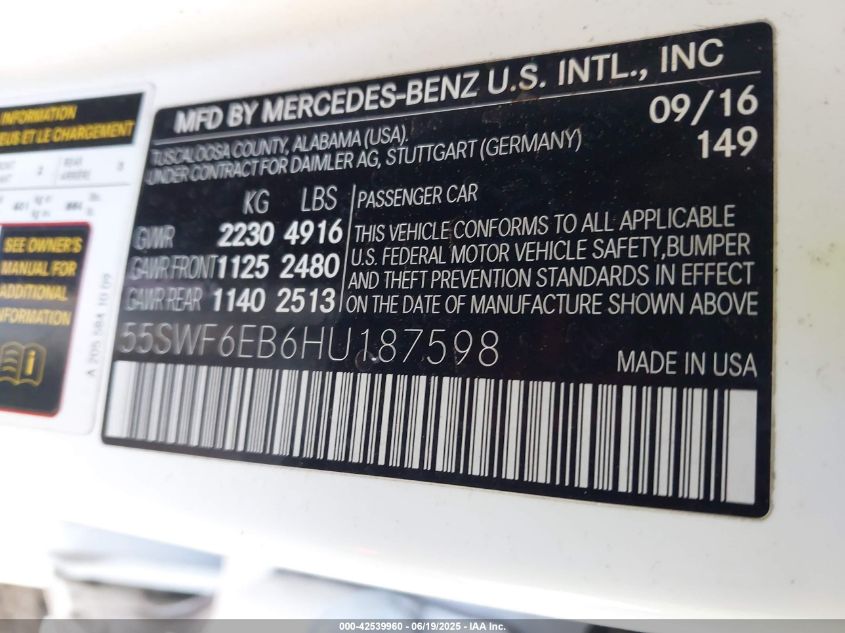 MFD BY MERCEDES-BENZ U.S. INTL., INC
TUSCALOOSA COUNTY, ALABAMA (USA).
UNDER CONTRACT FOR DAIMLER AG, STUTTGART (GERMANY)
09/16
149
KG LBS
GVWR 2230 4916
GAWR FRONT 1125 2480
GAWR REAR 1140 2513
PASSENGER CAR
THIS VEHICLE CONFORMS TO ALL APPLICABLE
U.S. FEDERAL MOTOR VEHICLE SAFETY, BUMPER
AND THEFT PREVENTION STANDARDS IN EFFECT
ON THE DATE OF MANUFACTURE SHOWN ABOVE
55SWF6EB6HU187598
MADE IN USA
INFORMATION
ET LE CHARGEMENT
SEE OWNER'S
MANUAL FOR
ADDITIONAL
INFORMATION
A 205 584 10 09
000-42539960 - 06/19/2025 - IAA Inc.